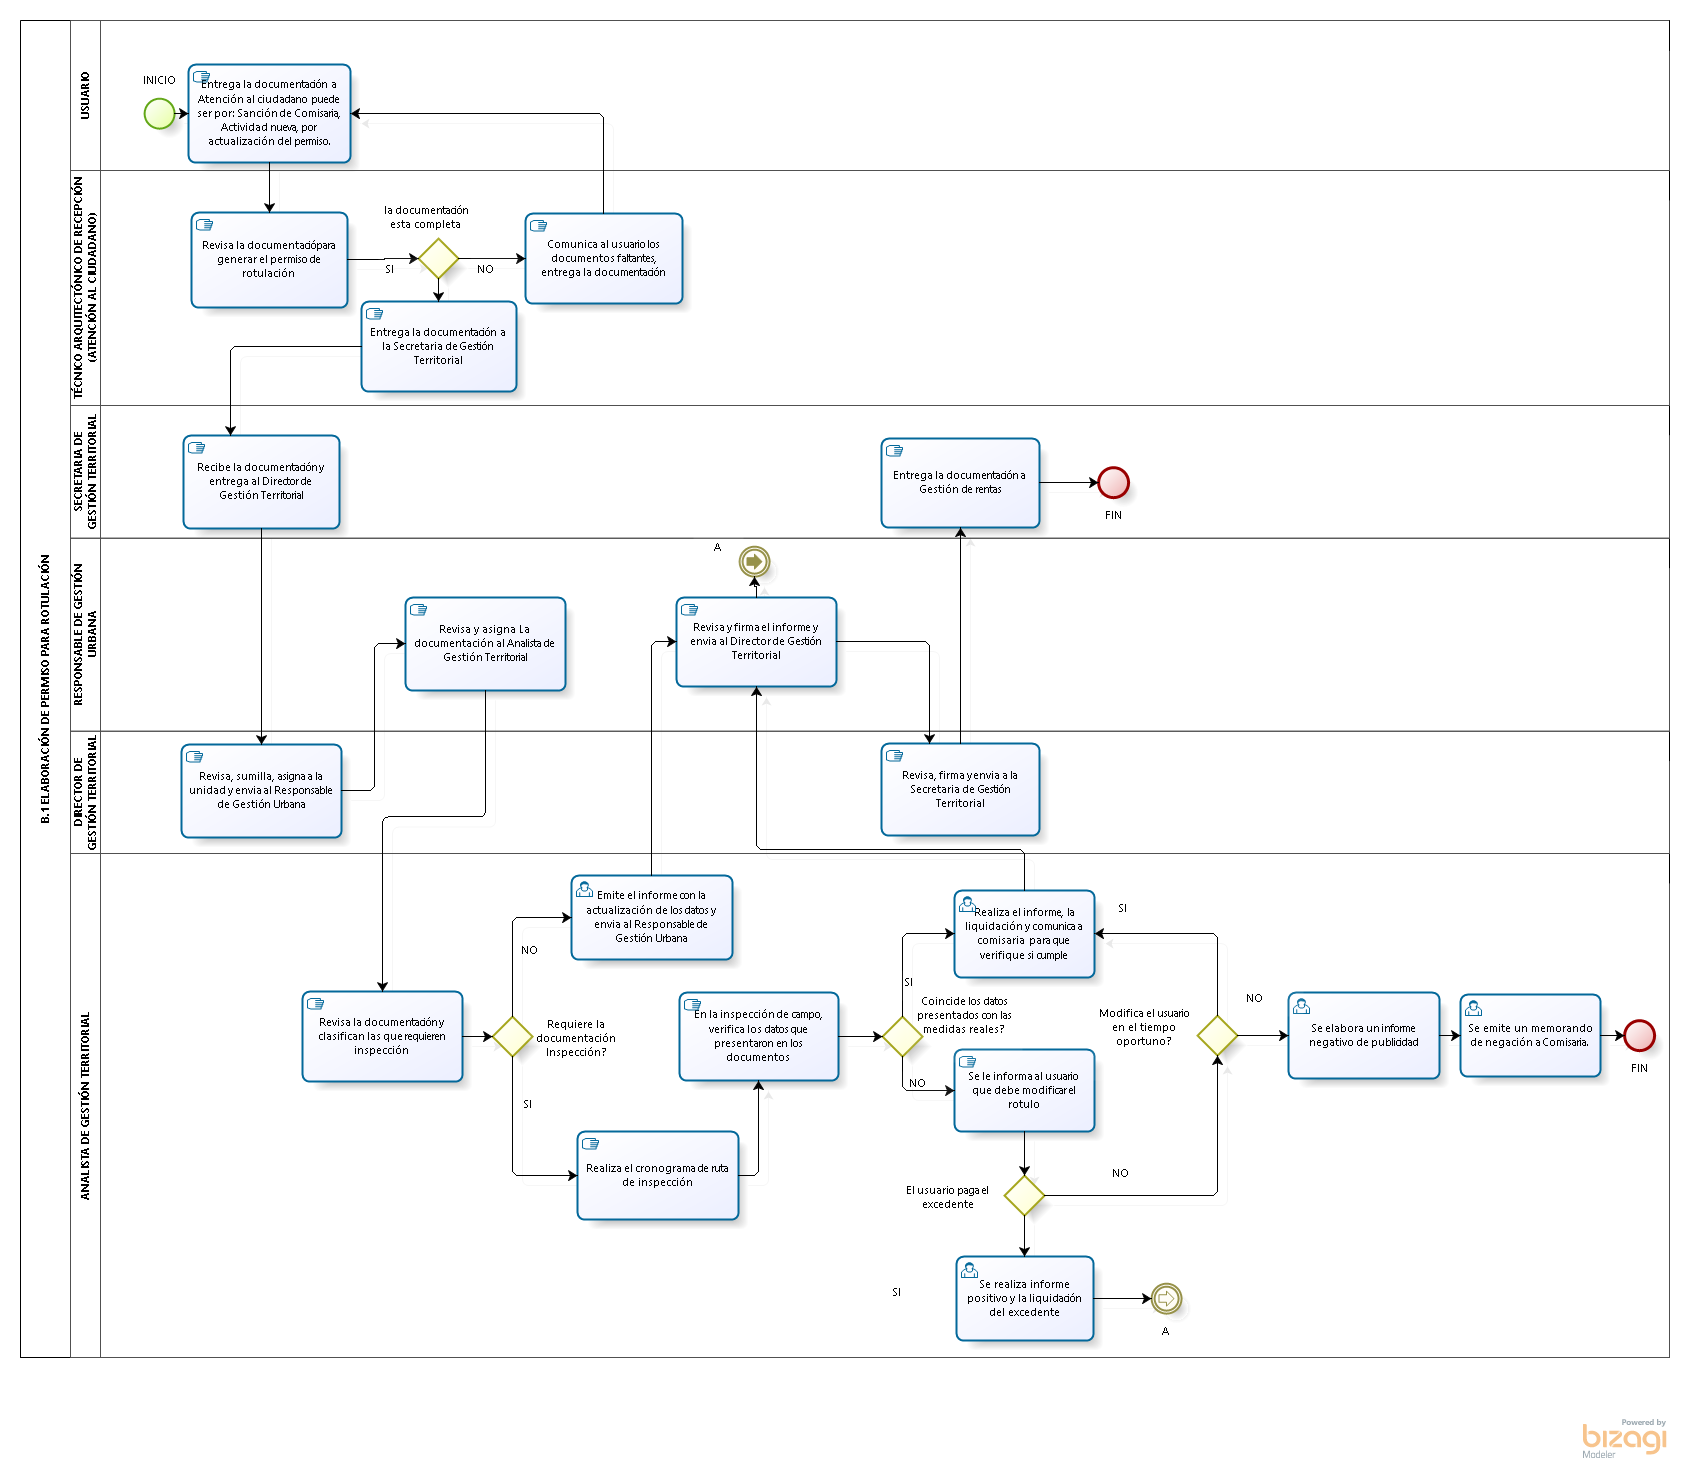 B.1 ELABORACIÓN DE PERMISO PARA ROTULACIÓN
USUARIO
INICIO
Entrega la documentación a
Atención al ciudadano puede
ser por: Sanción de Comisaria,
Actividad nueva, por
actualización del permiso.
TÉCNICO ARQUITECTÓNICO DE RECEPCIÓN
(ATENCIÓN AL CIUDADANO)
Revisa la documentaciópara
generar el permiso de
rotulación
la documentación
esta completa
SI
NO
Comunica al usuario los
documentos faltantes,
entrega la documentación
Entrega la documentación a
la Secretaria de Gestión
Territorial
SECRETARIA DE
GESTIÓN TERRITORIAL
Recibe la documentación y
entrega al Director de
Gestión Territorial
Entrega la documentación a
Gestión de rentas
FIN
RESPONSABLE DE GESTIÓN
URBANA
Revisa y asigna La
documentación al Analista de
Gestión Territorial
A
Revisa y firma el informe y
envia al Director de Gestión
Territorial
DIRECTOR DE
GESTIÓN TERRITORIAL
Revisa, sumilla, asigna a la
unidad y envia al Responsable
de Gestión Urbana
Revisa, firma y envia a la
Secretaria de Gestión
Territorial
ANALISTA DE GESTIÓN TERRITORIAL
Revisa la documentación y
clasifican las que requieren
inspección
Requiere la
documentación
Inspección?
NO
SI
Emite el informe con la
actualización de los datos y
envia al Responsable de
Gestión Urbana
Realiza el cronograma de ruta
de inspección
En la inspección de campo,
verifica los datos que
presentaron en los
documentos
Coincide los datos
presentados con las
medidas reales?
SI
NO
Realiza el informe, la
liquidación y comunica a
comisaria para que
verifique si cumple
Se le informa al usuario
que debe modificar el
rotulo
El usuario paga el
excedente
NO
SI
Se realiza informe
positivo y la liquidación
del excedente
A
Modifica el usuario
en el tiempo
oportuno?
SI
NO
Se elabora un informe
negativo de publicidad
Se emite un memorando
de negación a Comisaria.
FIN
Powered by
bizagi
Modeler